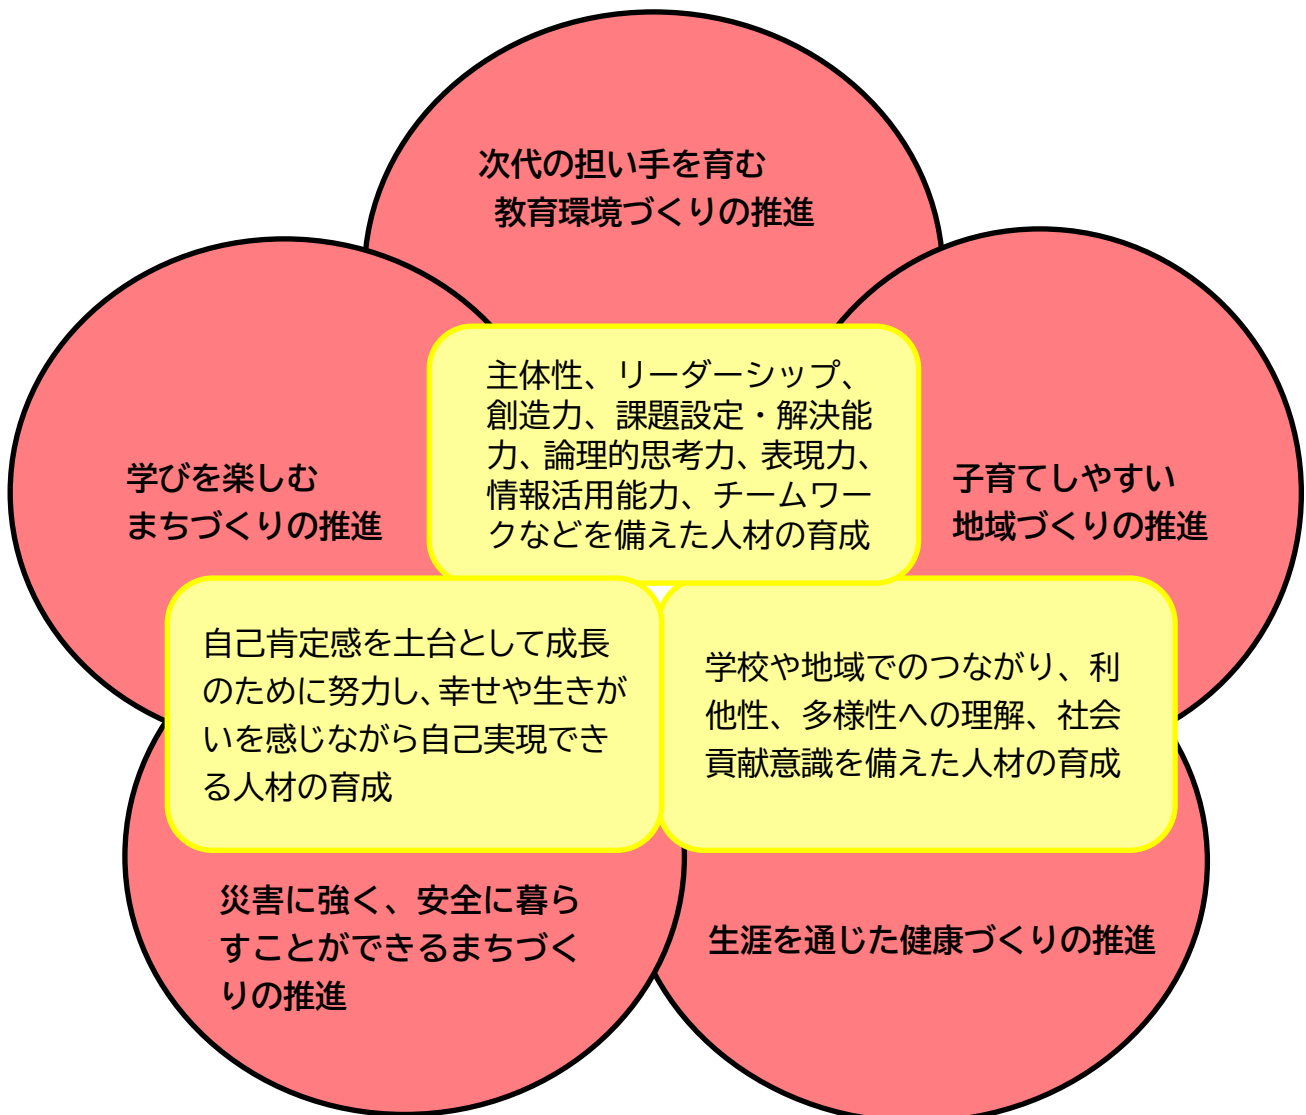 次代の担い手を育む
教育環境づくりの推進
学びを楽しむ
まちづくりの推進
主体性、リーダーシップ、
創造力、課題設定・解決能
力、論理的思考力、表現力、
情報活用能力、チームワー
クなどを備えた人材の育成
子育てしやすい
地域づくりの推進
自己肯定感を土台として成長
のために努力し、幸せや生きが
いを感じながら自己実現でき
る人材の育成
学校や地域でのつながり、利
他性、多様性への理解、社会
貢献意識を備えた人材の育成
災害に強く、安全に暮ら
すことができるまちづく
りの推進
生涯を通じた健康づくりの推進